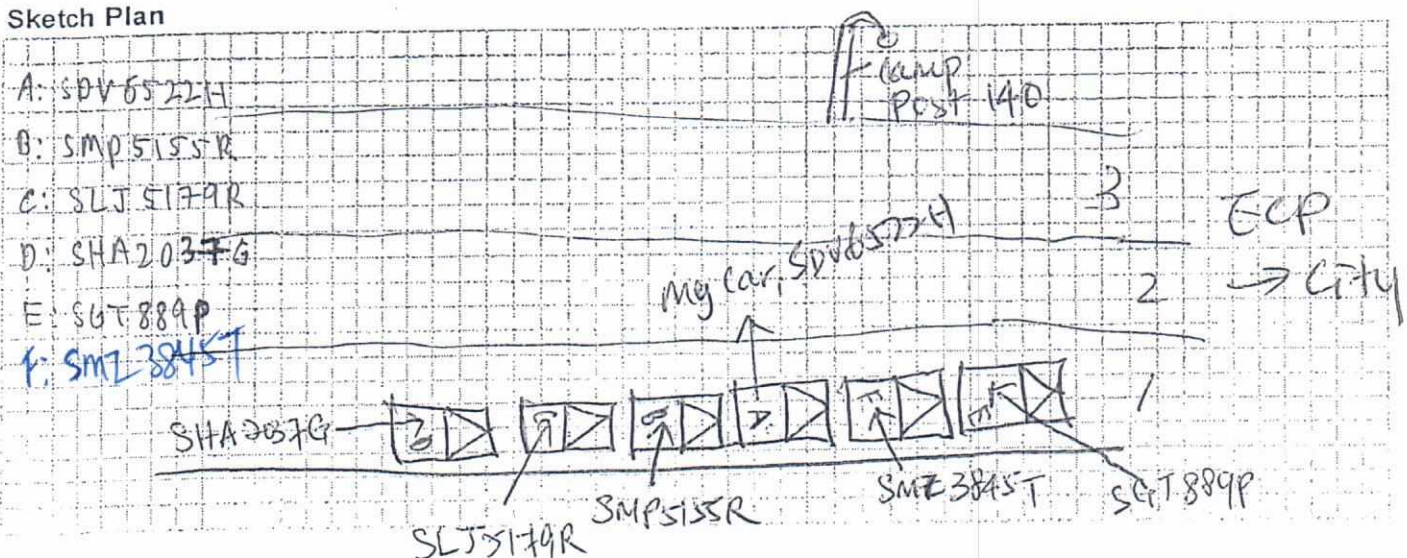 Sketch Plan
A: SDV6522H
B: SMP5155R
C: SLJ5179R
D: SHA2037G
E: SGT889P
F: SMZ3845T
Lamp
Post 140
3
ECP
2
→ City
1
My Car, SDV6522H
D
C
B
A
F
E
SHA2037G
SLJ5179R
SMP5155R
SMZ3845T
SGT889P